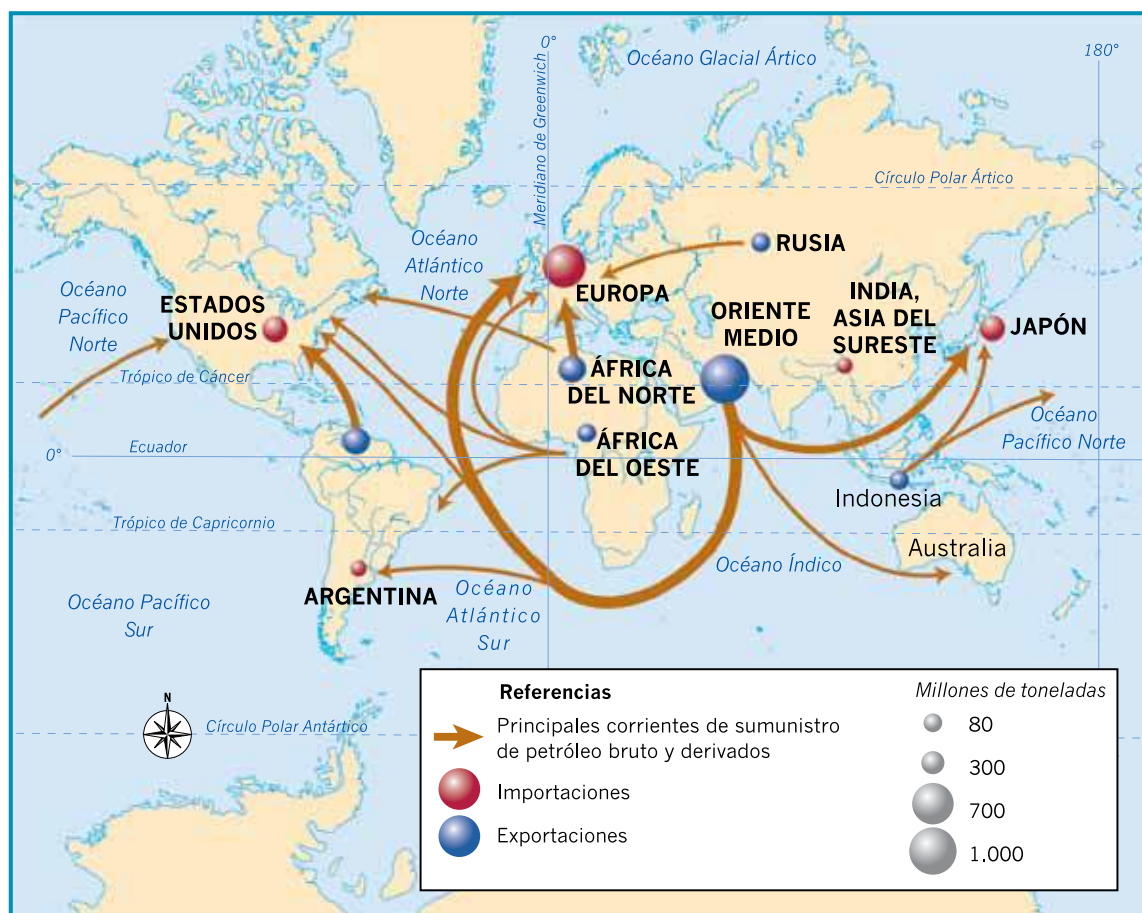 0°
180°
Océano Glacial Ártico
Meridiano de Greenwich
Círculo Polar Ártico
Océano
Atlántico
Norte
RUSIA
Océano
Pacífico
Norte
ESTADOS
UNIDOS
EUROPA
ORIENTE
MEDIO
INDIA,
ASIA DEL
SURESTE
JAPÓN
Trópico de Cáncer
ÁFRICA
DEL NORTE
Océano
Pacífico Norte
0°
Ecuador
ÁFRICA
DEL OESTE
Indonesia
Trópico de Capricornio
Australia
Océano Índico
ARGENTINA
Océano
Atlántico
Sur
Océano Pacífico
Sur
N
Círculo Polar Antártico
Referencias
Principales corrientes de sumunistro
de petróleo bruto y derivados
Importaciones
Exportaciones
Millones de toneladas
80
300
700
1.000